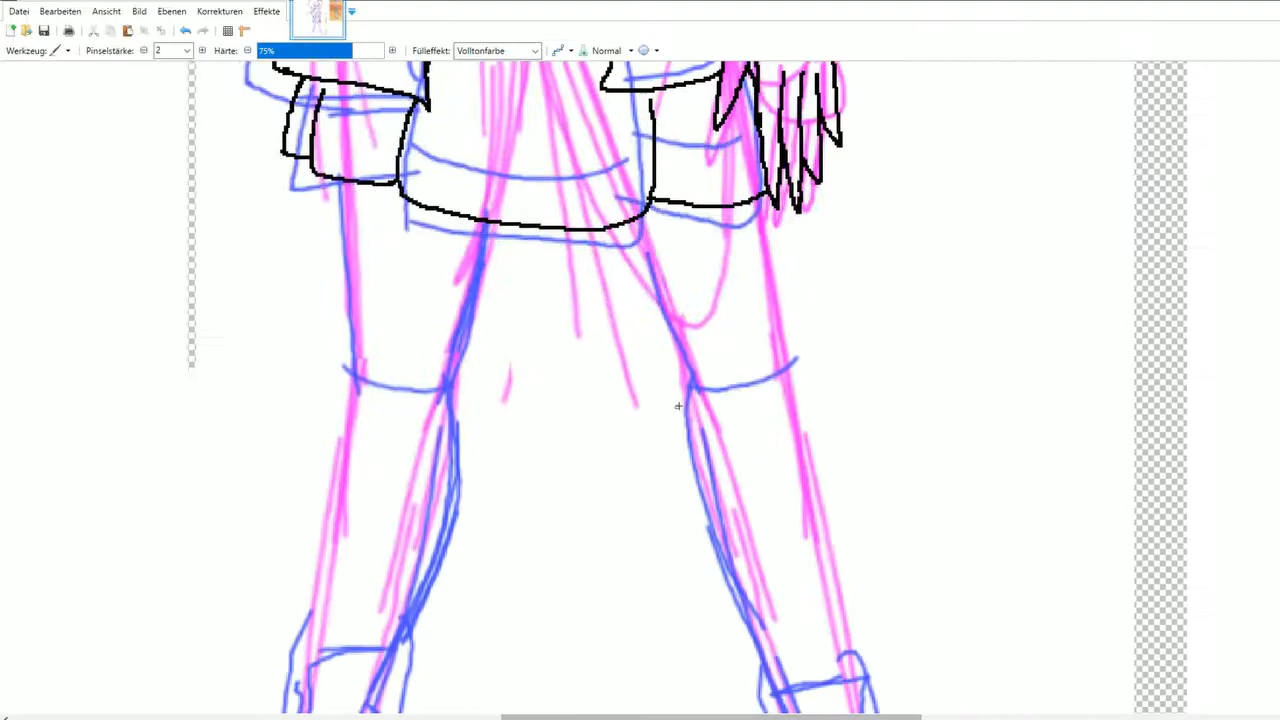 Datei Bearbeiten Ansicht Bild Ebenen Korrekturen Effekte
Werkzeug: Pinselstärke: 2 Härte: 75% Fülleffekt: Volltonfarbe Normal